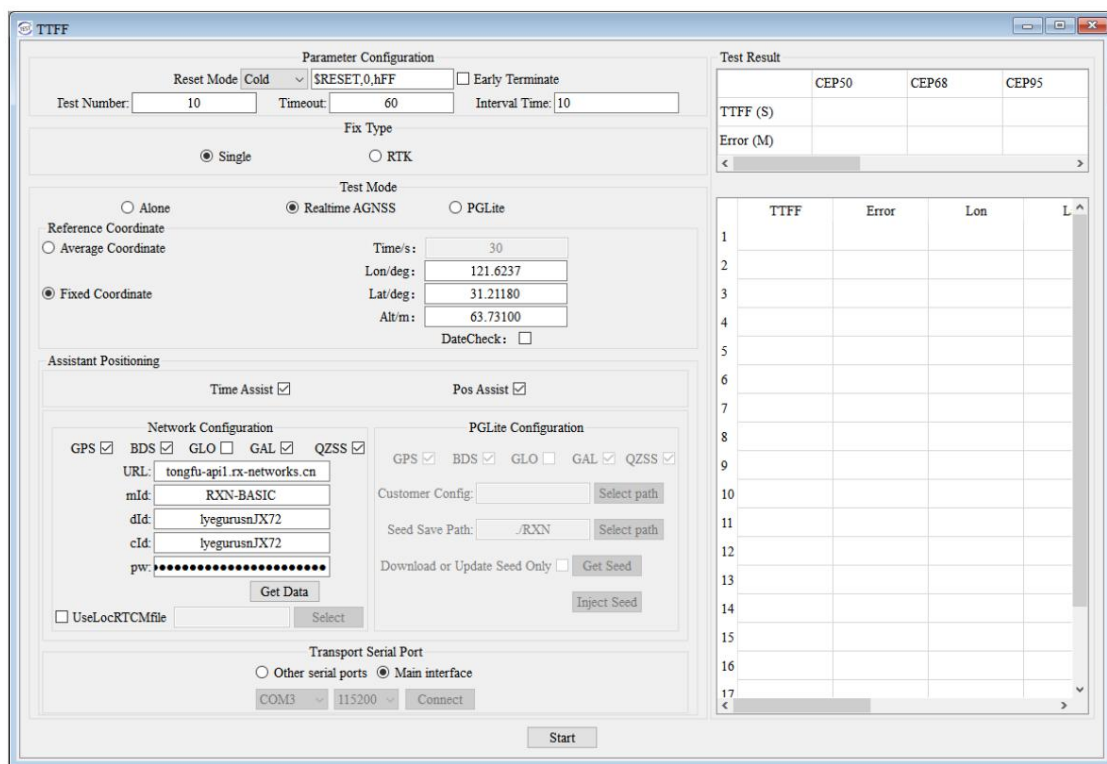 TTFF
Parameter Configuration
Reset Mode Cold $RESET,0,hFF Early Terminate
Test Number: 10 Timeout: 60 Interval Time: 10
Fix Type
Single RTK
Test Mode
Alone Realtime AGNSS PGLite
Reference Coordinate
Average Coordinate Time/s： 30
Lon/deg： 121.6237
Fixed Coordinate Lat/deg： 31.21180
Alt/m： 63.73100
DateCheck：
Assistant Positioning
Time Assist Pos Assist
Network Configuration
GPS BDS GLO GAL QZSS
URL: tongfu-api1.rx-networks.cn
mId: RXN-BASIC
dId: lyegurusnJX72
cId: lyegurusnJX72
pw: ●●●●●●●●●●●●●●●●●●●●●●●●
Get Data
UseLocRTCMfile Select
PGLite Configuration
GPS BDS GLO GAL QZSS
Customer Config: Select path
Seed Save Path: ./RXN Select path
Download or Update Seed Only Get Seed
Inject Seed
Transport Serial Port
Other serial ports Main interface
COM3 115200 Connect
Test Result
CEP50 CEP68 CEP95
TTFF (S)
Error (M)
TTFF Error Lon L
1
2
3
4
5
6
7
8
9
10
11
12
13
14
15
16
17
Start